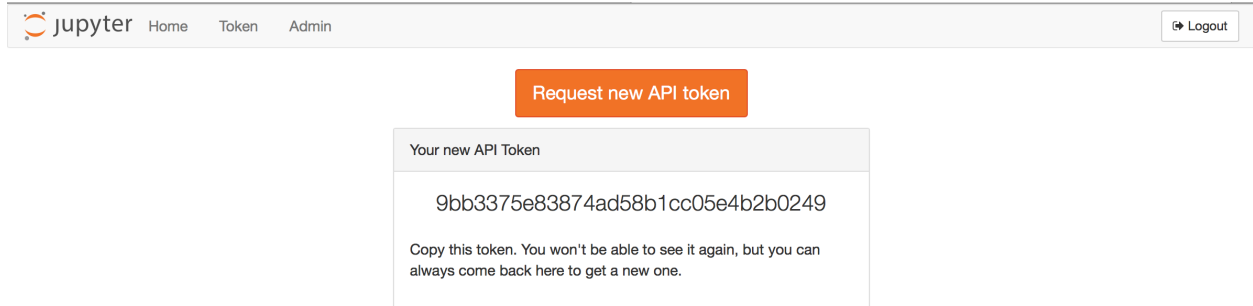 jupyter Home Token Admin Logout
Request new API token
Your new API Token
9bb3375e83874ad58b1cc05e4b2b0249
Copy this token. You won't be able to see it again, but you can
always come back here to get a new one.